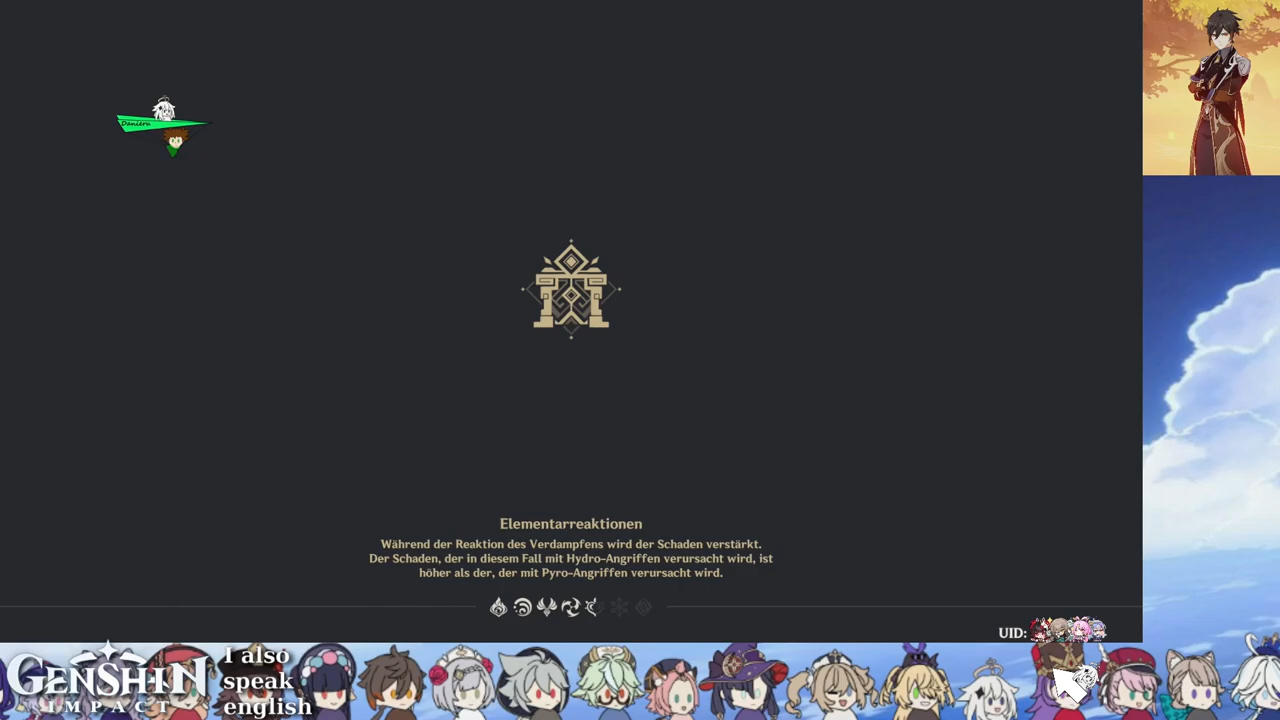 Danieru
Elementarreaktionen
Während der Reaktion des Verdampfens wird der Schaden verstärkt.
Der Schaden, der in diesem Fall mit Hydro-Angriffen verursacht wird, ist
höher als der, der mit Pyro-Angriffen verursacht wird.
UID:
GENSHIN
IMPACT
I also
speak
english